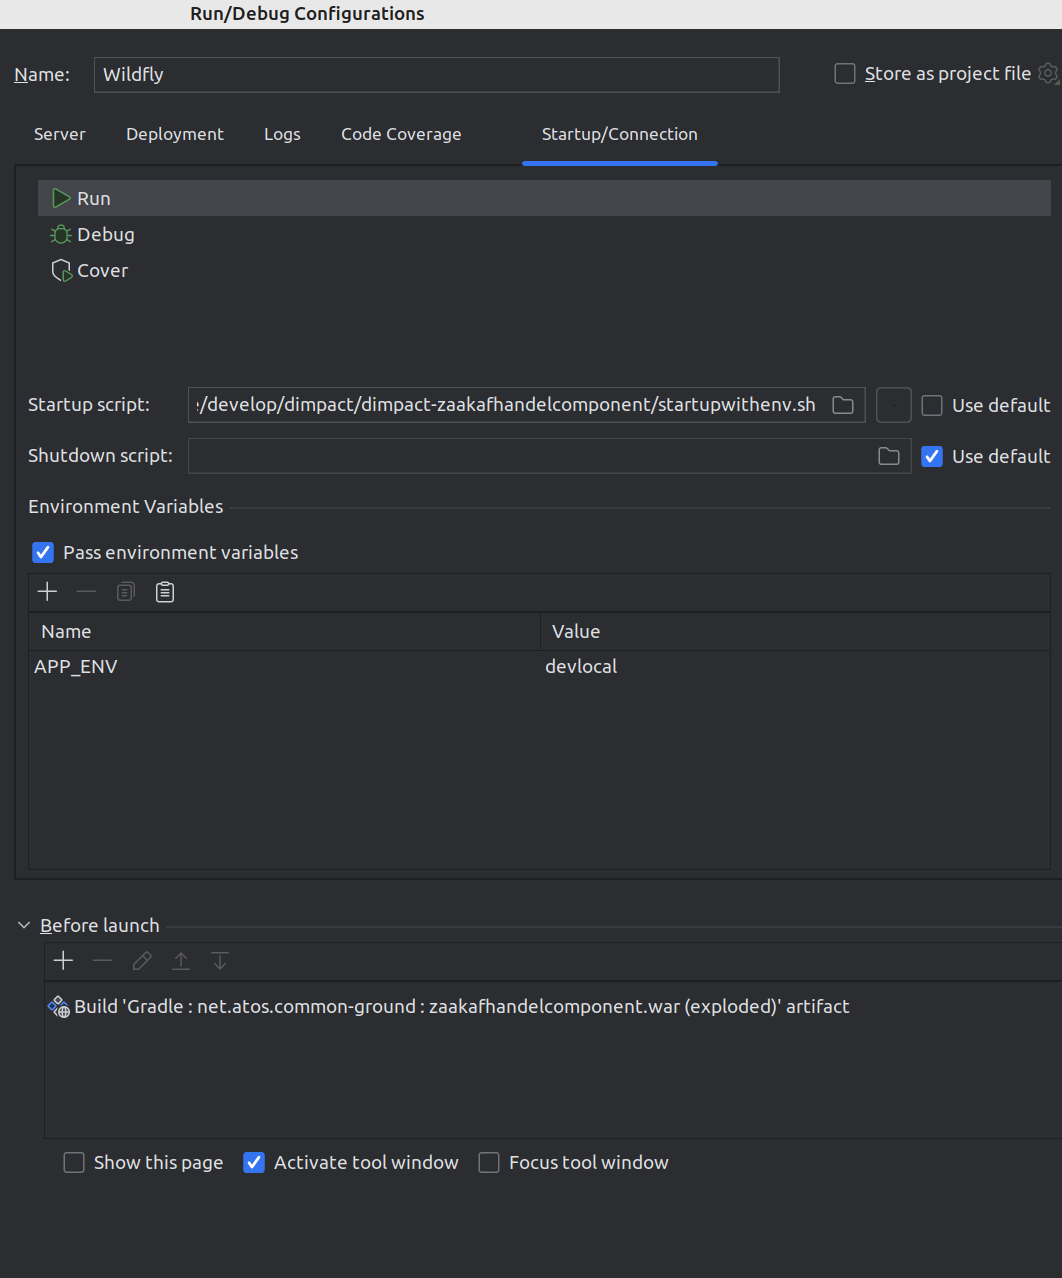 Run/Debug Configurations
Name: Wildfly Store as project file
Server Deployment Logs Code Coverage Startup/Connection
Run
Debug
Cover
Startup script: /develop/dimpact/dimpact-zaakafhandelcomponent/startupwithenv.sh Use default
Shutdown script: Use default
Environment Variables
Pass environment variables
Name Value
APP_ENV devlocal
Before launch
Build 'Gradle : net.atos.common-ground : zaakafhandelcomponent.war (exploded)' artifact
Show this page Activate tool window Focus tool window